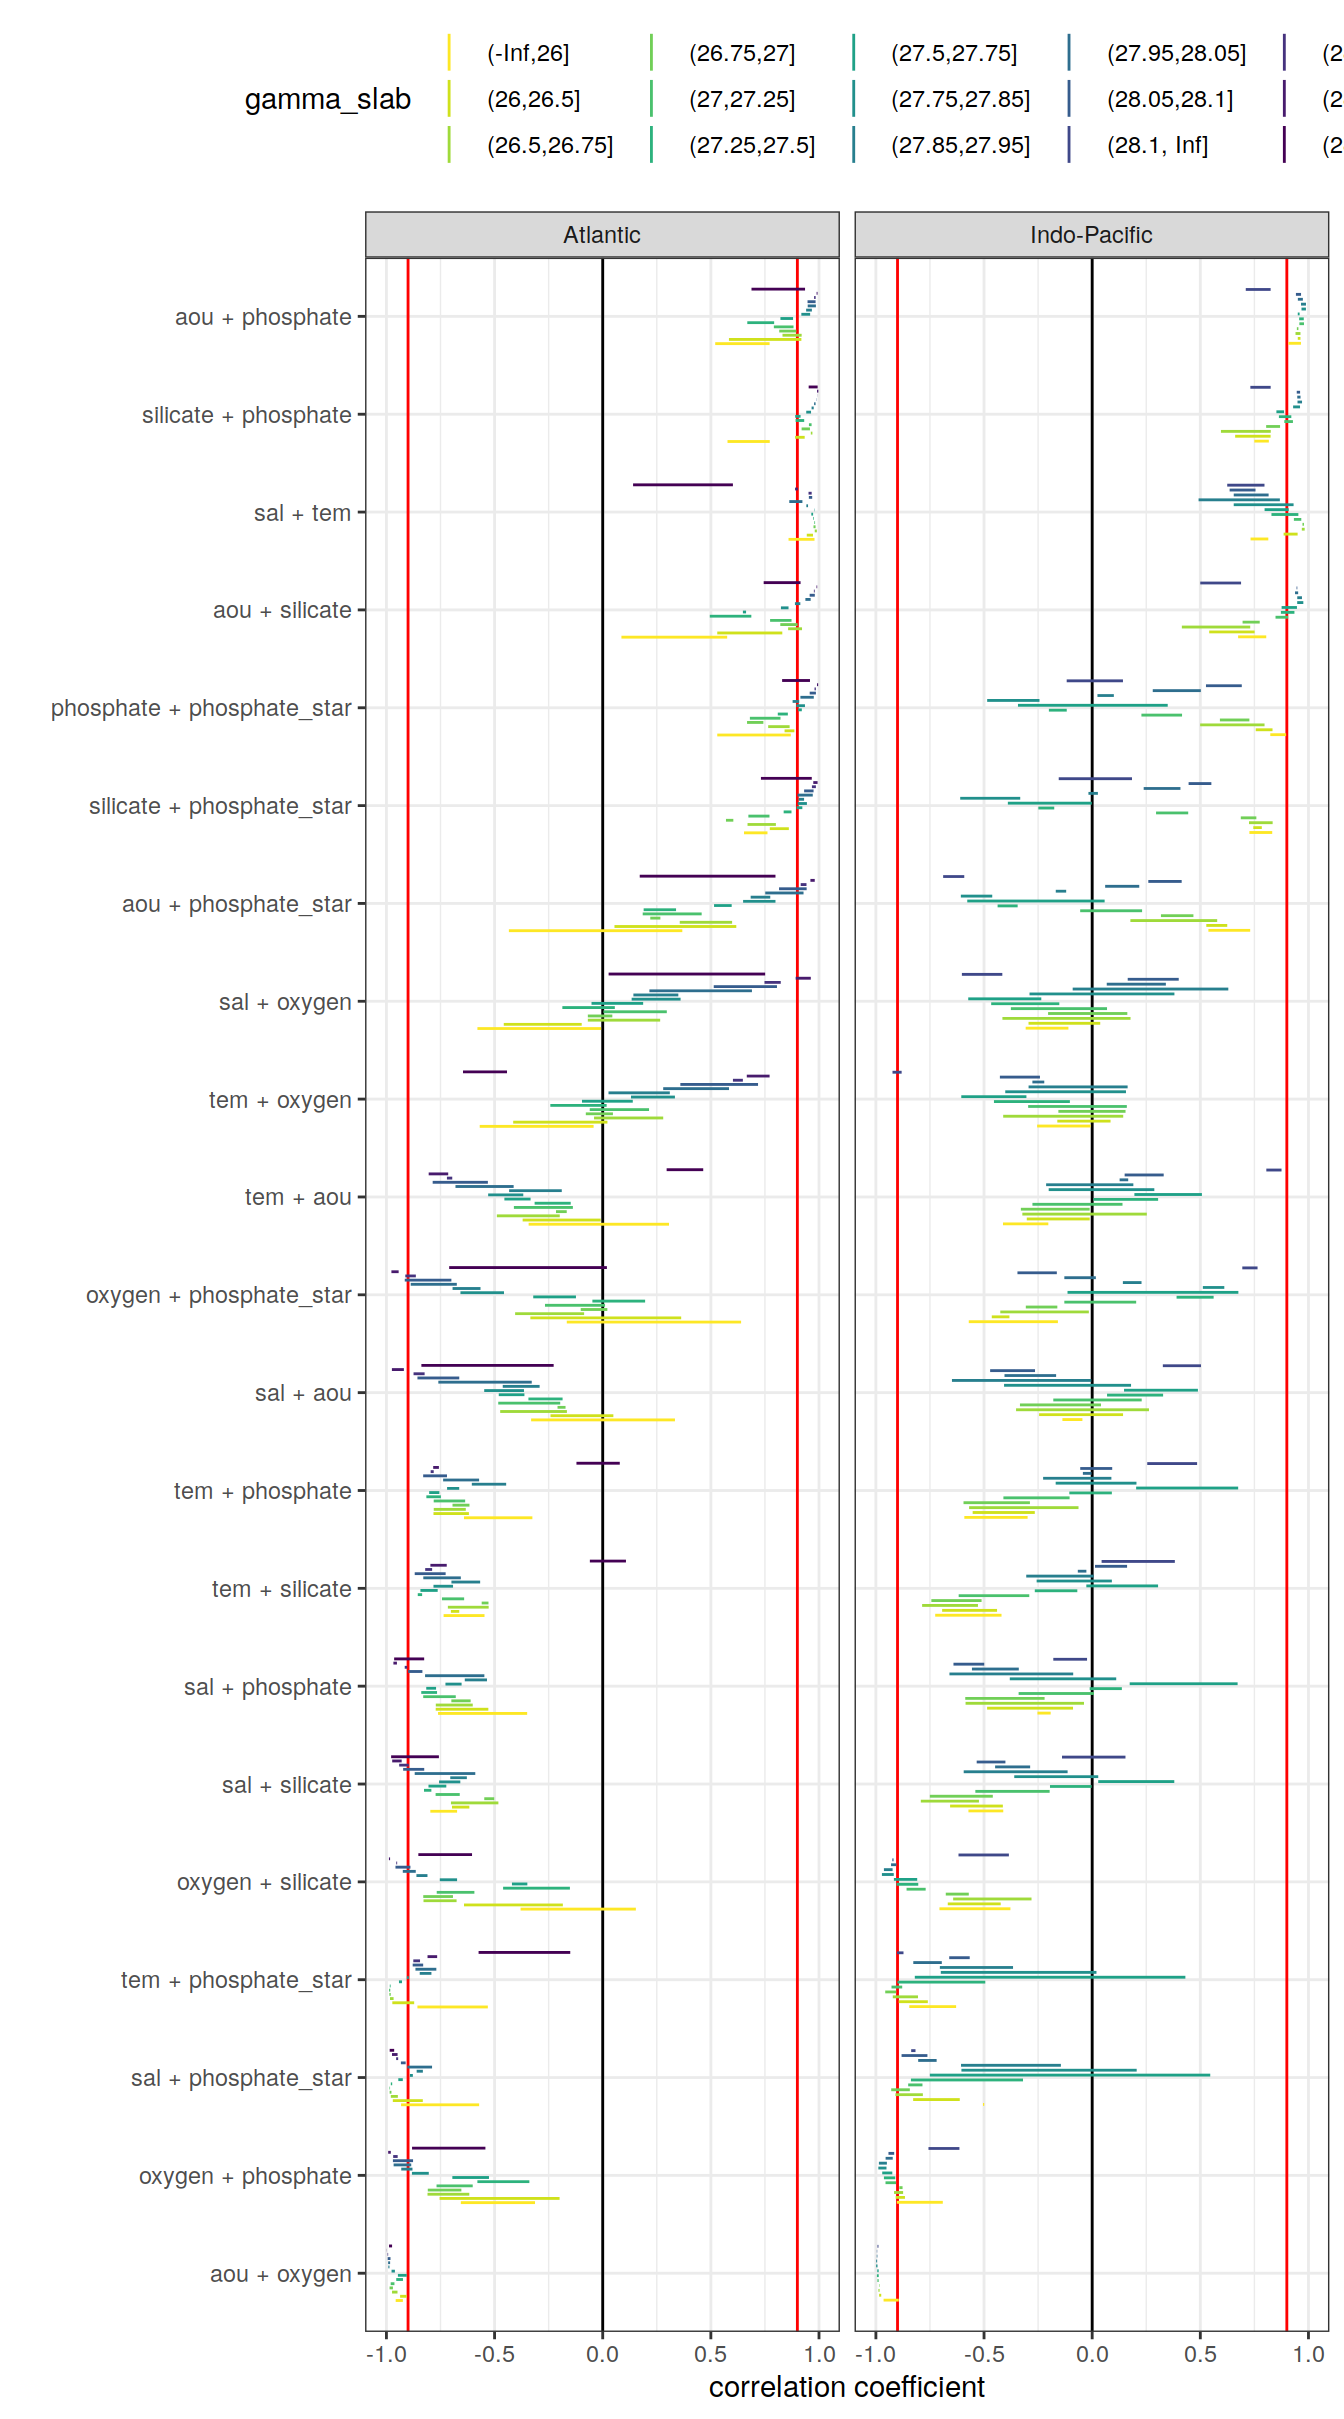 (-Inf,26] (26.75,27] (27.5,27.75] (27.95,28.05] (2
gamma_slab (26,26.5] (27,27.25] (27.75,27.85] (28.05,28.1]
(26.5,26.75] (27.25,27.5] (27.85,27.95] (28.1, Inf] (2
Atlantic Indo-Pacific
aou + phosphate
silicate + phosphate
sal + tem
aou + silicate
phosphate + phosphate_star
silicate + phosphate_star
aou + phosphate_star
sal + oxygen
tem + oxygen
tem + aou
oxygen + phosphate_star
sal + aou
tem + phosphate
tem + silicate
sal + phosphate
sal + silicate
oxygen + silicate
tem + phosphate_star
sal + phosphate_star
oxygen + phosphate
aou + oxygen
-1.0 -0.5 0.0 0.5 1.0 -1.0 -0.5 0.0 0.5 1.0
correlation coefficient